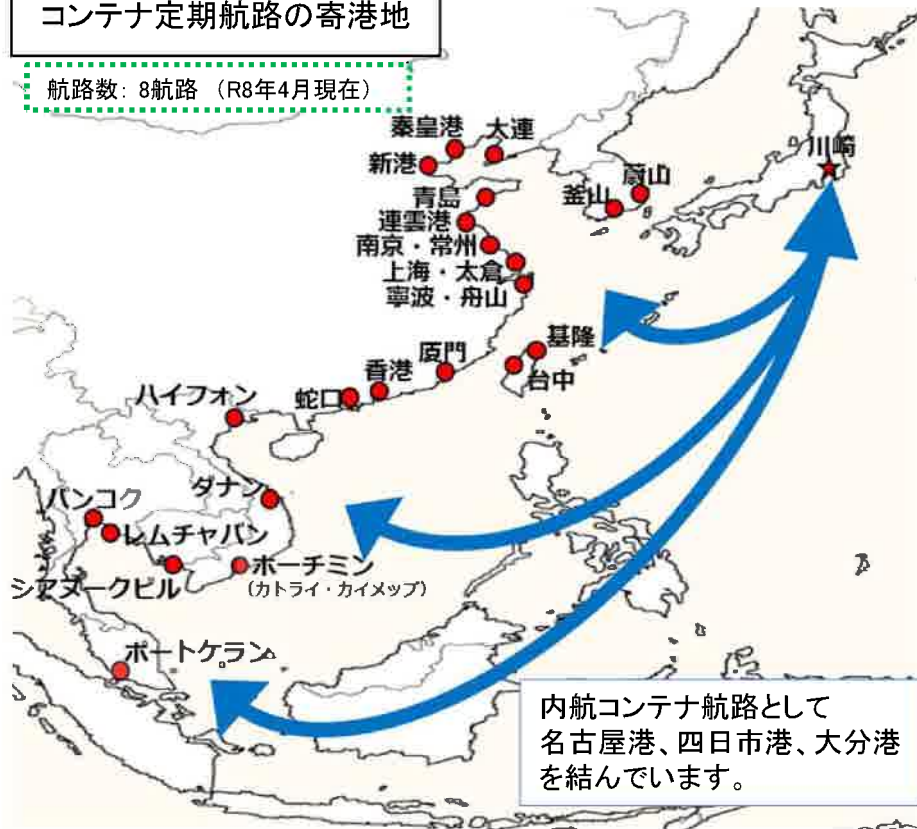 コンテナ定期航路の寄港地
航路数: 8航路 (R8年4月現在)
秦皇港
大連
新港
川崎
蔚山
釜山
青島
連雲港
南京・常州
上海・太倉
寧波・舟山
基隆
台中
厦門
香港
蛇口
ハイフォン
ダナン
バンコク
レムチャバン
シアヌークビル
ホーチミン
(カトライ・カイメップ)
ポートケラン
内航コンテナ航路として
名古屋港、四日市港、大分港
を結んでいます。